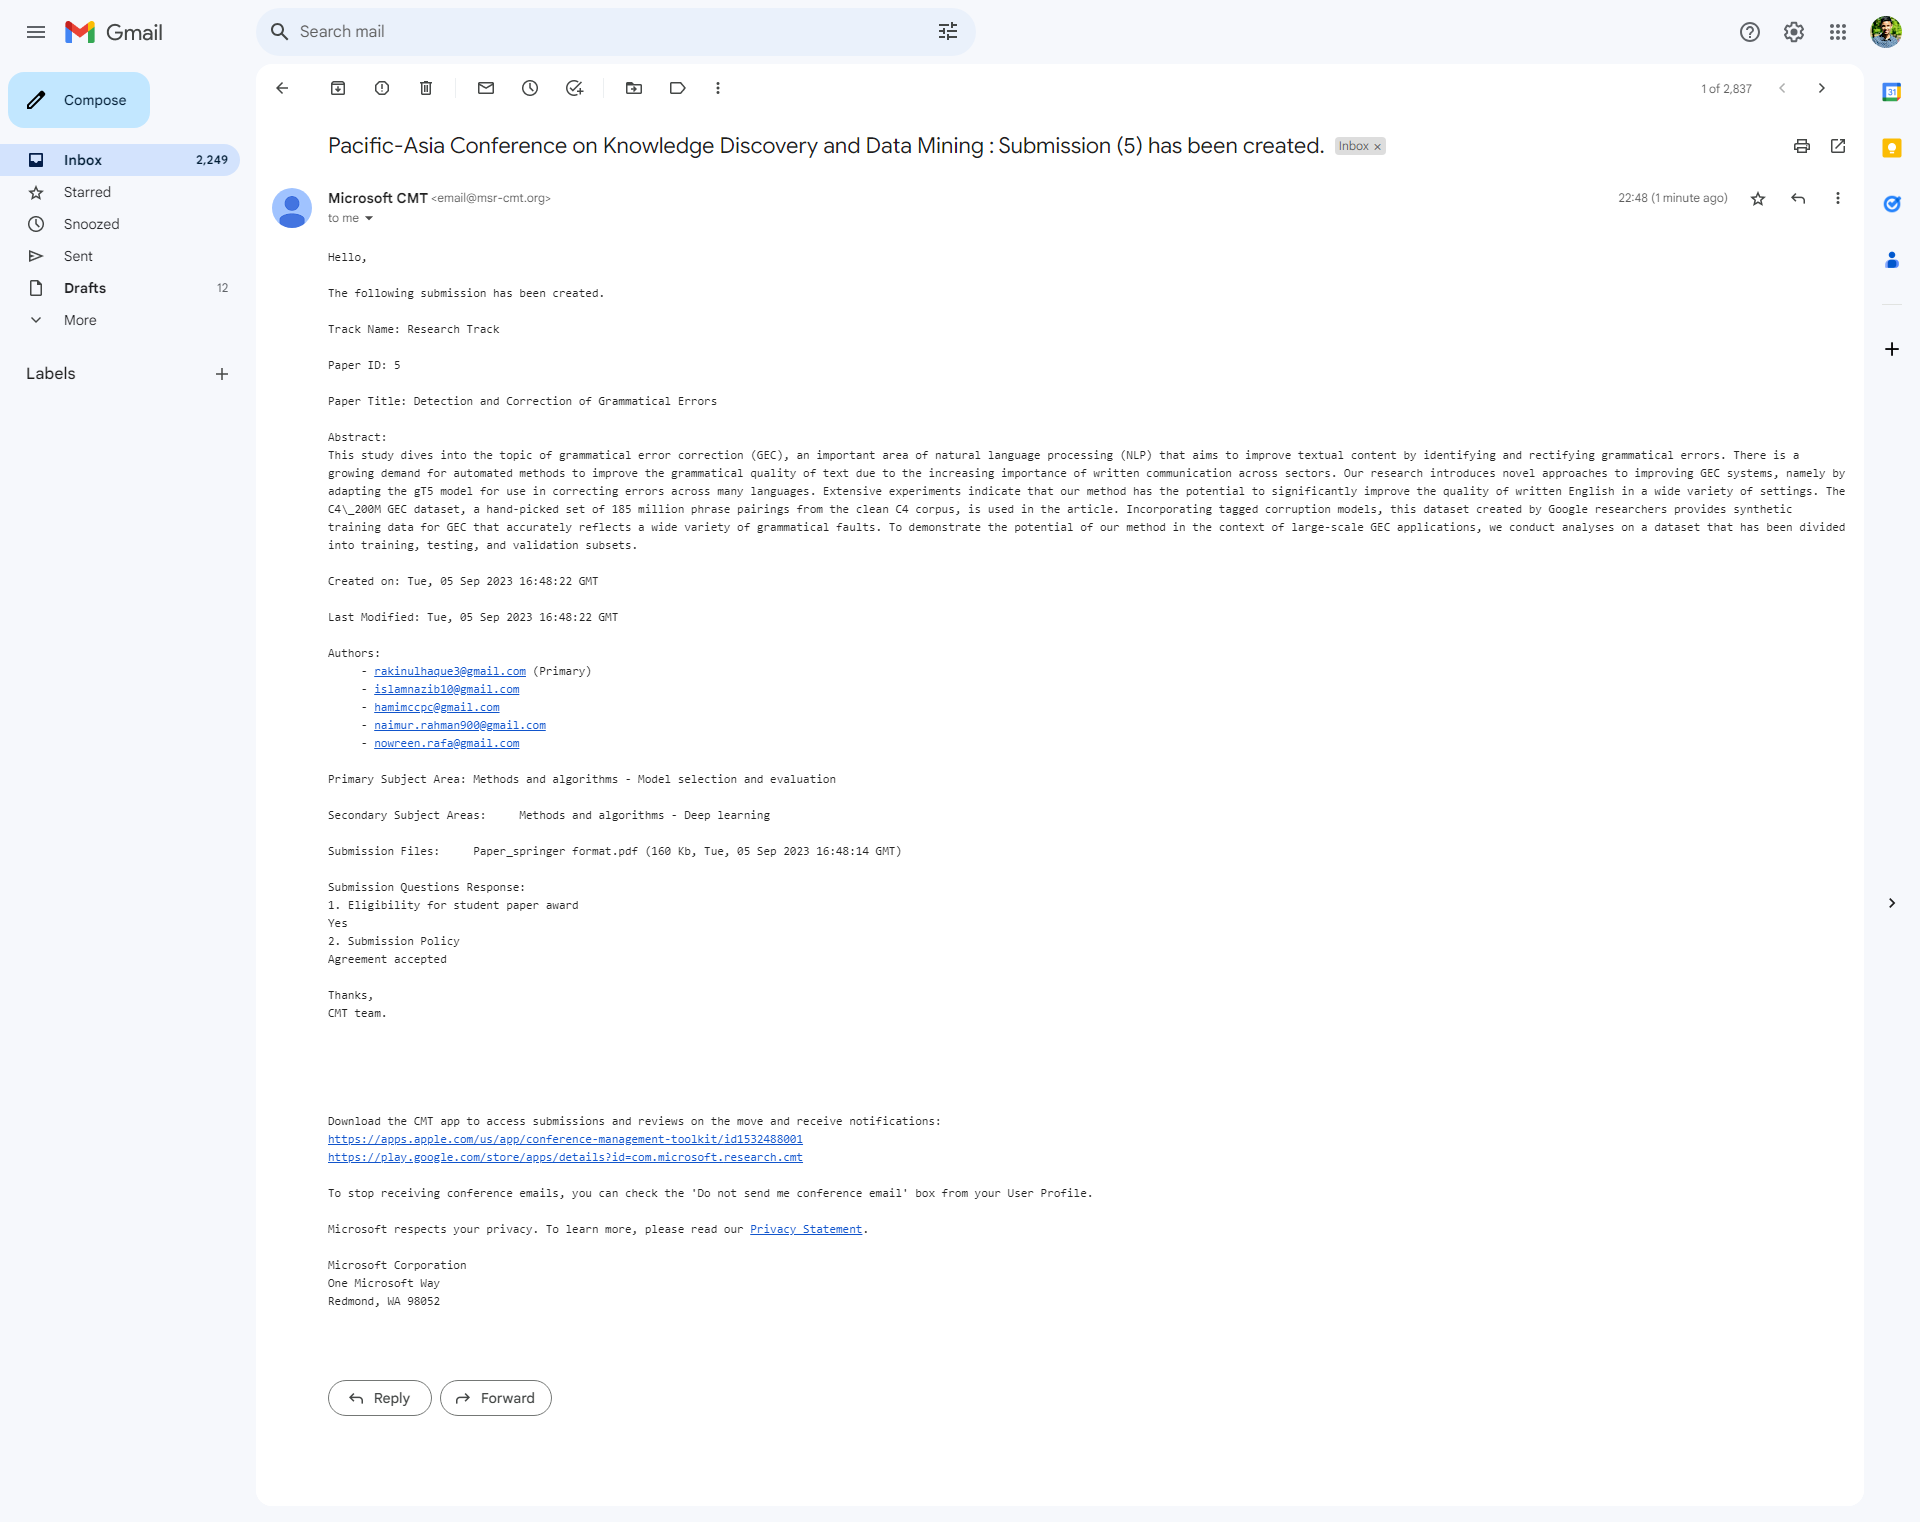 Gmail
Search mail
Compose
Inbox 2,249
Starred
Snoozed
Sent
Drafts 12
More
Labels
1 of 2,837
31
Pacific-Asia Conference on Knowledge Discovery and Data Mining : Submission (5) has been created. Inbox x
Microsoft CMT <email@msr-cmt.org> 22:48 (1 minute ago)
to me
Hello,
The following submission has been created.
Track Name: Research Track
Paper ID: 5
Paper Title: Detection and Correction of Grammatical Errors
Abstract:
This study dives into the topic of grammatical error correction (GEC), an important area of natural language processing (NLP) that aims to improve textual content by identifying and rectifying grammatical errors. There is a
growing demand for automated methods to improve the grammatical quality of text due to the increasing importance of written communication across sectors. Our research introduces novel approaches to improving GEC systems, namely by
adapting the gT5 model for use in correcting errors across many languages. Extensive experiments indicate that our method has the potential to significantly improve the quality of written English in a wide variety of settings. The
C4\_200M GEC dataset, a hand-picked set of 185 million phrase pairings from the clean C4 corpus, is used in the article. Incorporating tagged corruption models, this dataset created by Google researchers provides synthetic
training data for GEC that accurately reflects a wide variety of grammatical faults. To demonstrate the potential of our method in the context of large-scale GEC applications, we conduct analyses on a dataset that has been divided
into training, testing, and validation subsets.
Created on: Tue, 05 Sep 2023 16:48:22 GMT
Last Modified: Tue, 05 Sep 2023 16:48:22 GMT
Authors:
- rakinulhaque3@gmail.com (Primary)
- islamnazib10@gmail.com
- hamimccpc@gmail.com
- naimur.rahman900@gmail.com
- nowreen.rafa@gmail.com
Primary Subject Area: Methods and algorithms - Model selection and evaluation
Secondary Subject Areas: Methods and algorithms - Deep learning
Submission Files: Paper_springer format.pdf (160 Kb, Tue, 05 Sep 2023 16:48:14 GMT)
Submission Questions Response:
1. Eligibility for student paper award
Yes
2. Submission Policy
Agreement accepted
Thanks,
CMT team.
Download the CMT app to access submissions and reviews on the move and receive notifications:
https://apps.apple.com/us/app/conference-management-toolkit/id1532488001
https://play.google.com/store/apps/details?id=com.microsoft.research.cmt
To stop receiving conference emails, you can check the 'Do not send me conference email' box from your User Profile.
Microsoft respects your privacy. To learn more, please read our Privacy Statement.
Microsoft Corporation
One Microsoft Way
Redmond, WA 98052
Reply
Forward